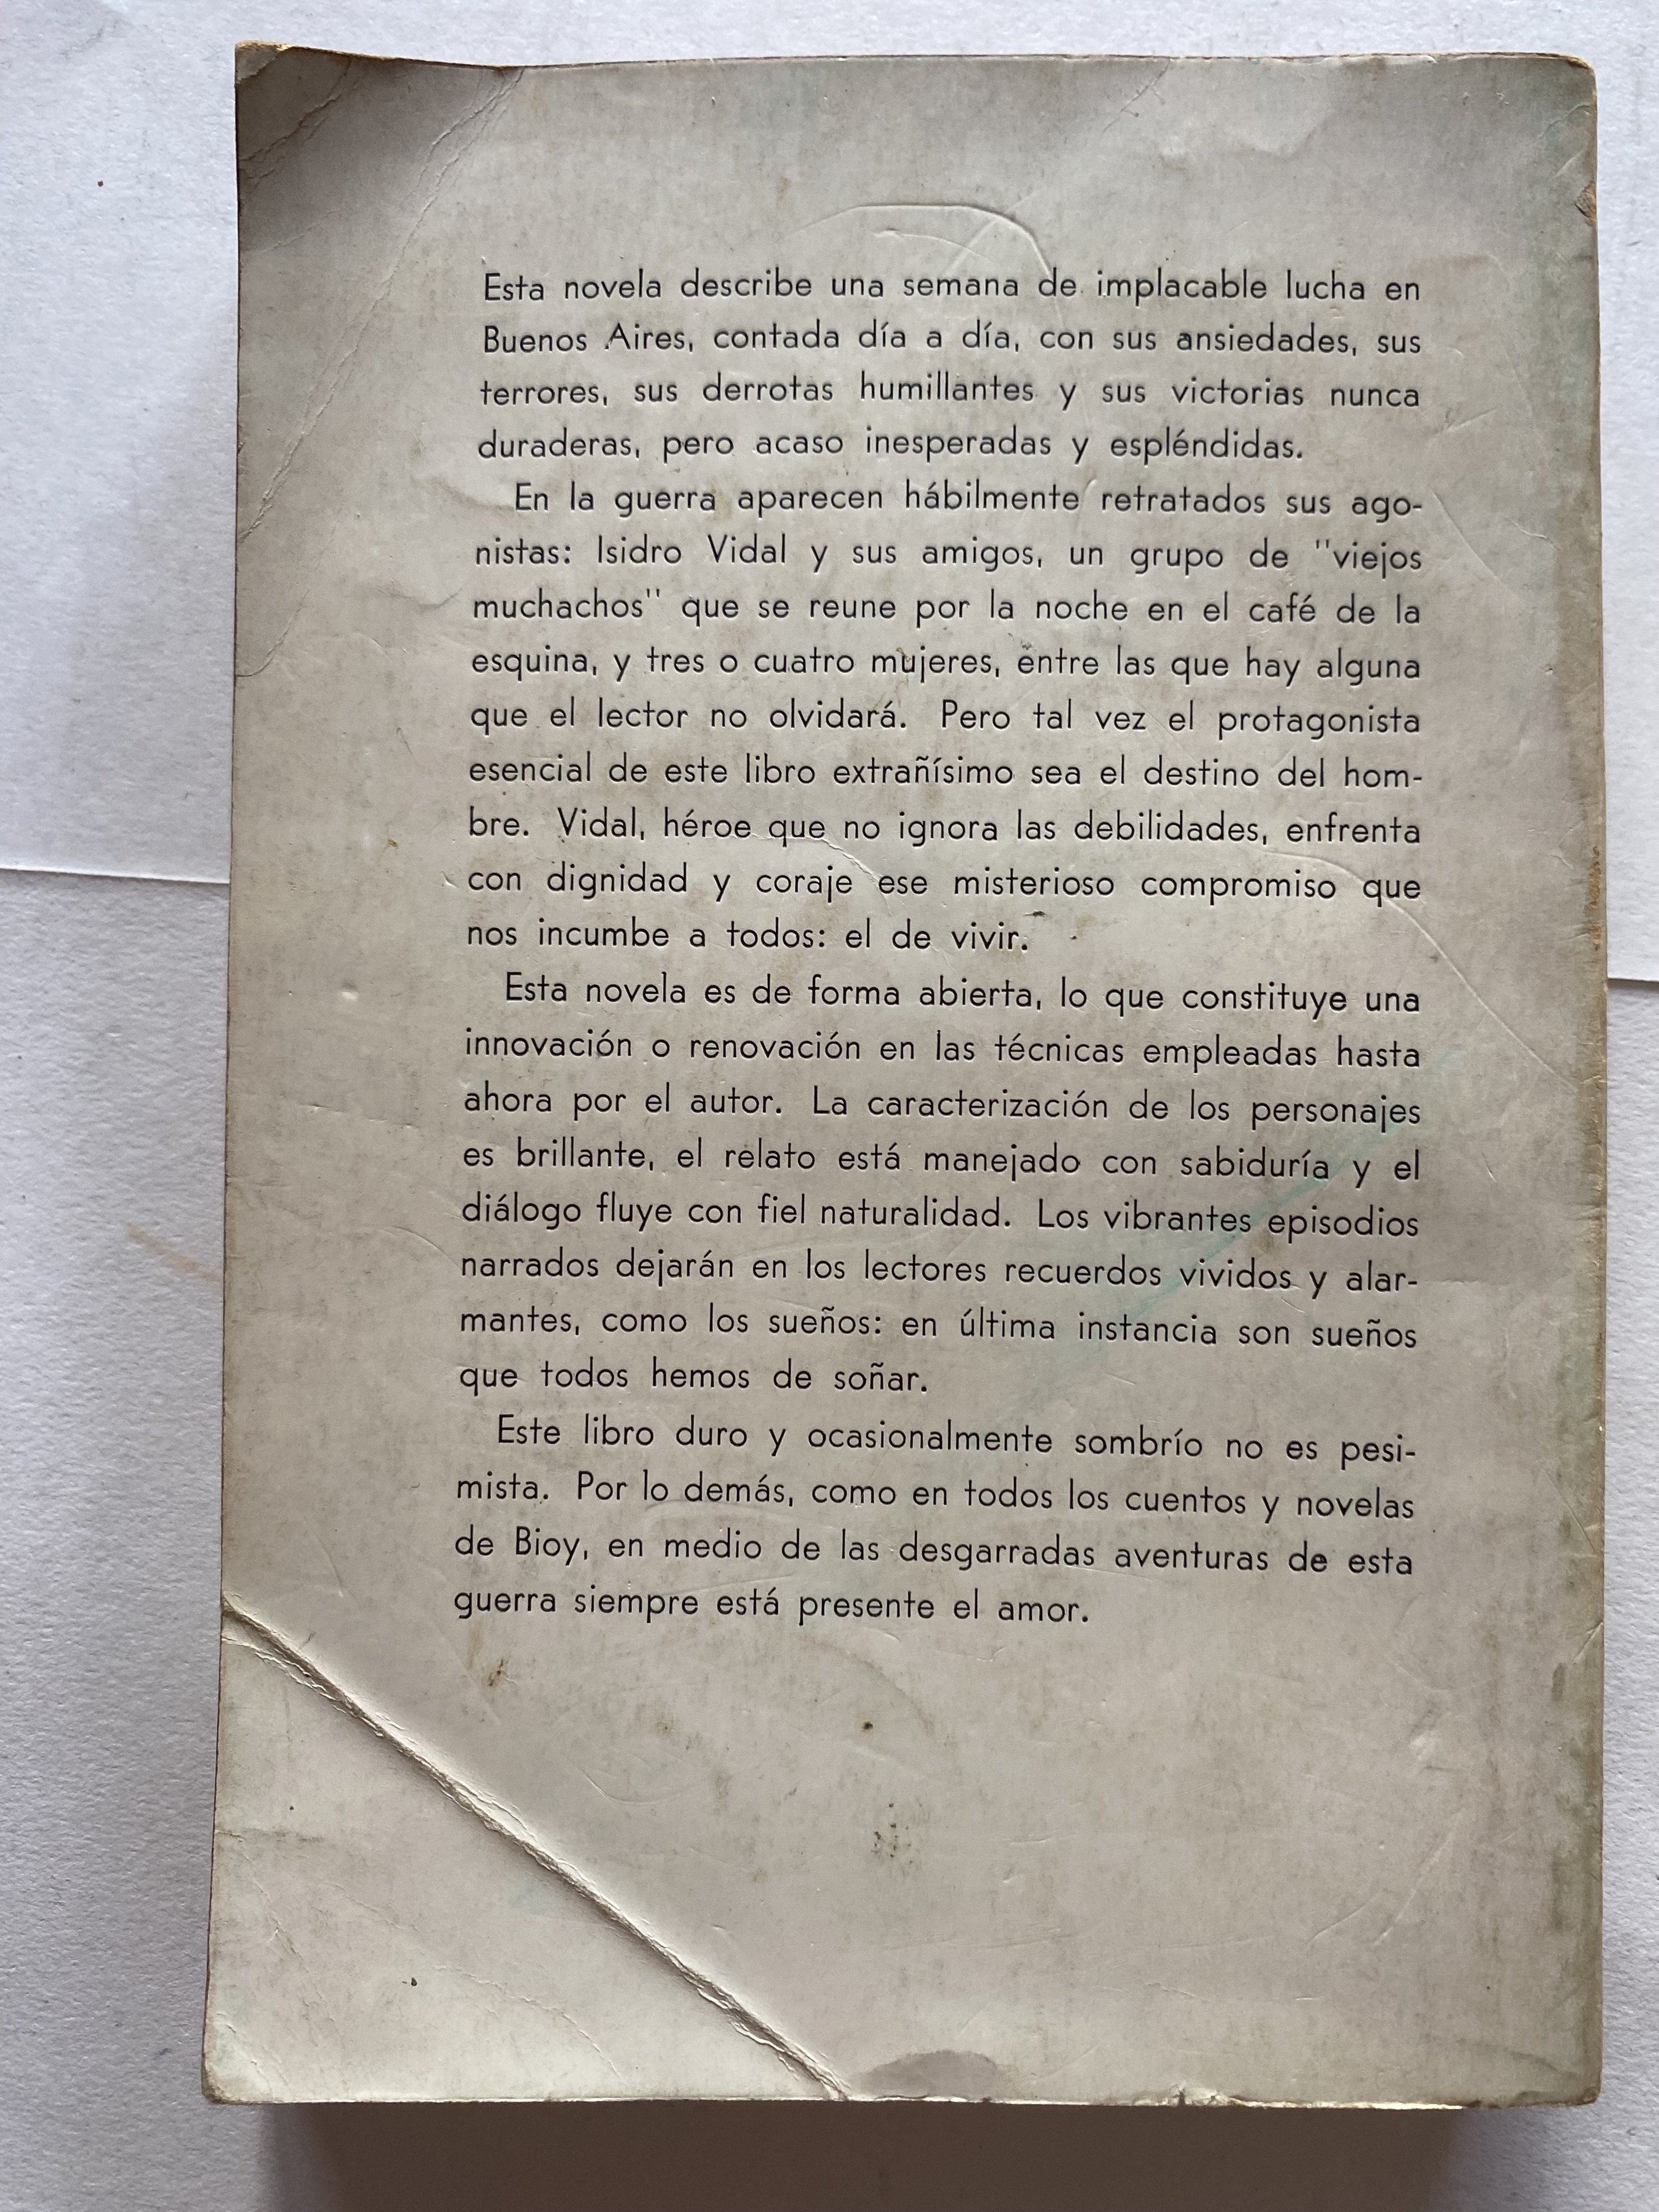 Esta novela describe una semana de implacable lucha en
Buenos Aires, contada día a día, con sus ansiedades, sus
terrores, sus derrotas humillantes y sus victorias nunca
duraderas, pero acaso inesperadas y espléndidas.
En la guerra aparecen hábilmente retratados sus ago-
nistas: Isidro Vidal y sus amigos, un grupo de "viejos
muchachos" que se reune por la noche en el café de la
esquina, y tres o cuatro mujeres, entre las que hay alguna
que el lector no olvidará. Pero tal vez el protagonista
esencial de este libro extrañísimo sea el destino del hom-
bre. Vidal, héroe que no ignora las debilidades, enfrenta
con dignidad y coraje ese misterioso compromiso que
nos incumbe a todos: el de vivir.
Esta novela es de forma abierta, lo que constituye una
innovación o renovación en las técnicas empleadas hasta
ahora por el autor. La caracterización de los personajes
es brillante, el relato está manejado con sabiduría y el
diálogo fluye con fiel naturalidad. Los vibrantes episodios
narrados dejarán en los lectores recuerdos vividos y alar-
mantes, como los sueños: en última instancia son sueños
que todos hemos de soñar.
Este libro duro y ocasionalmente sombrío no es pesi-
mista. Por lo demás, como en todos los cuentos y novelas
de Bioy, en medio de las desgarradas aventuras de esta
guerra siempre está presente el amor.